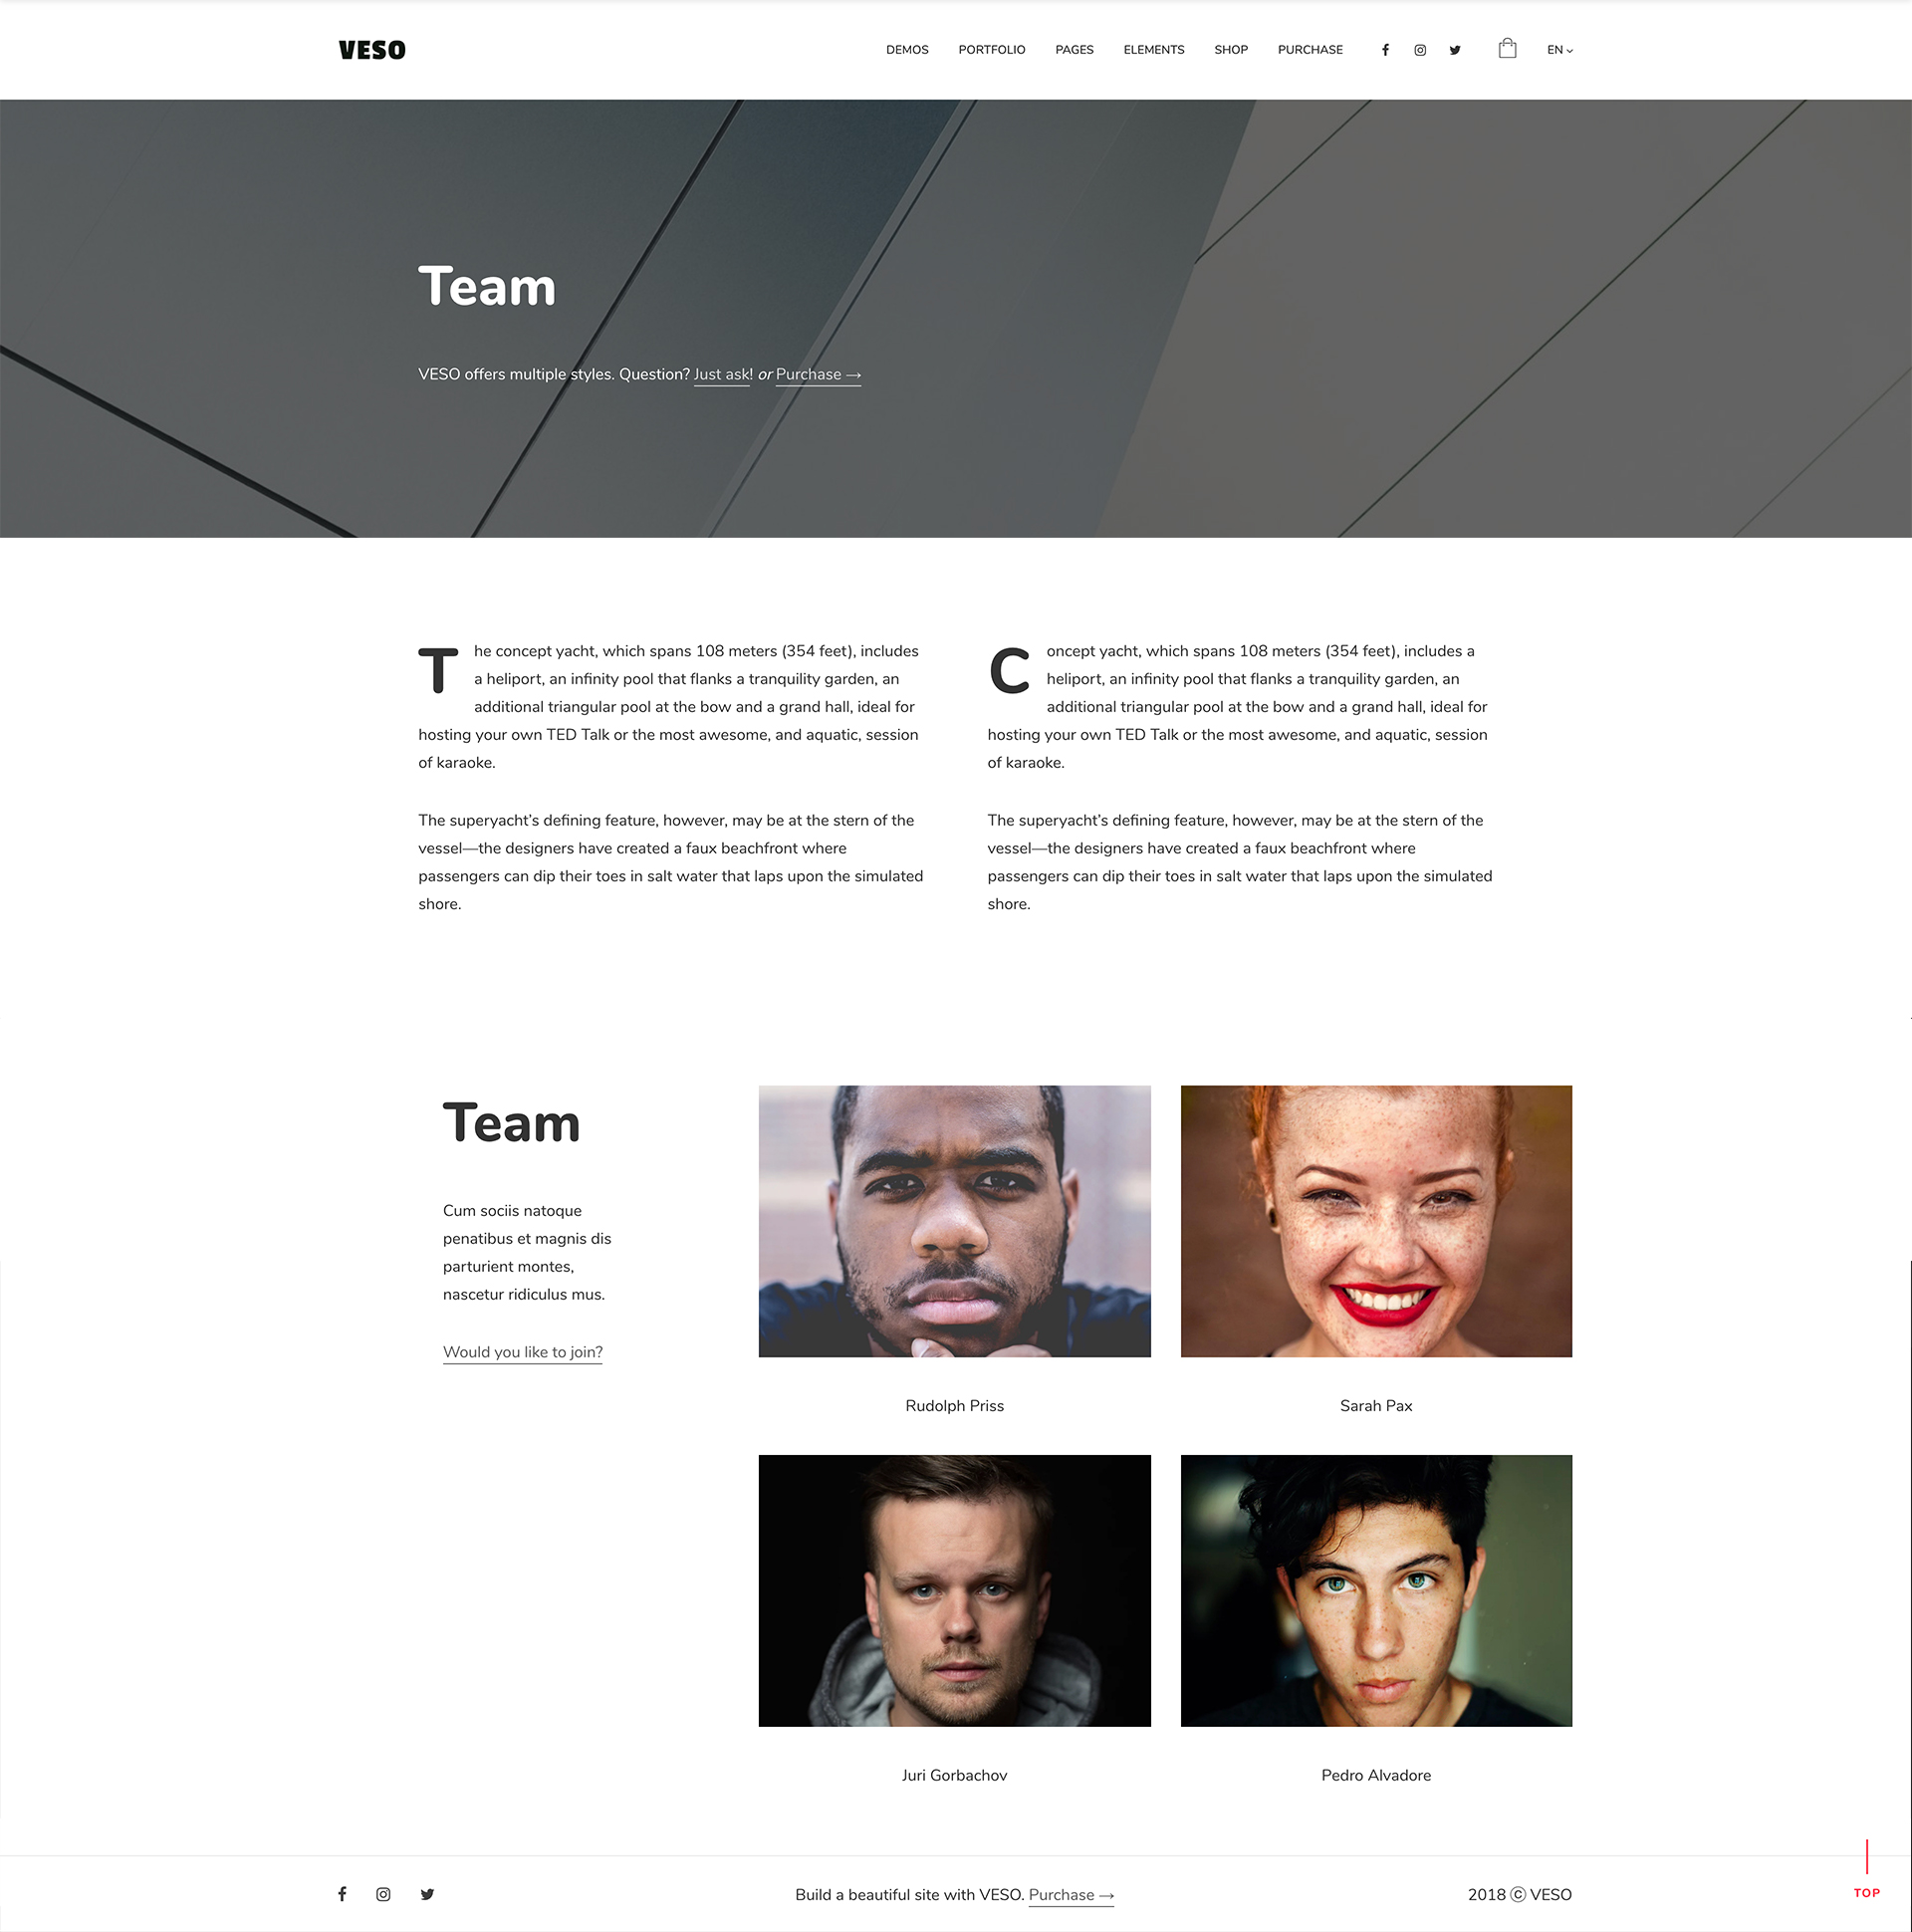 VESO
DEMOS PORTFOLIO PAGES ELEMENTS SHOP PURCHASE EN
Team
VESO offers multiple styles. Question? Just ask! or Purchase →
The concept yacht, which spans 108 meters (354 feet), includes
a heliport, an infinity pool that flanks a tranquility garden, an
additional triangular pool at the bow and a grand hall, ideal for
hosting your own TED Talk or the most awesome, and aquatic, session
of karaoke.
The superyacht’s defining feature, however, may be at the stern of the
vessel—the designers have created a faux beachfront where
passengers can dip their toes in salt water that laps upon the simulated
shore.
Concept yacht, which spans 108 meters (354 feet), includes a
heliport, an infinity pool that flanks a tranquility garden, an
additional triangular pool at the bow and a grand hall, ideal for
hosting your own TED Talk or the most awesome, and aquatic, session
of karaoke.
The superyacht’s defining feature, however, may be at the stern of the
vessel—the designers have created a faux beachfront where
passengers can dip their toes in salt water that laps upon the simulated
shore.
Team
Cum sociis natoque
penatibus et magnis dis
parturient montes,
nascetur ridiculus mus.
Would you like to join?
Rudolph Priss
Sarah Pax
Juri Gorbachov
Pedro Alvadore
Build a beautiful site with VESO. Purchase →
2018 ⓒ VESO
TOP